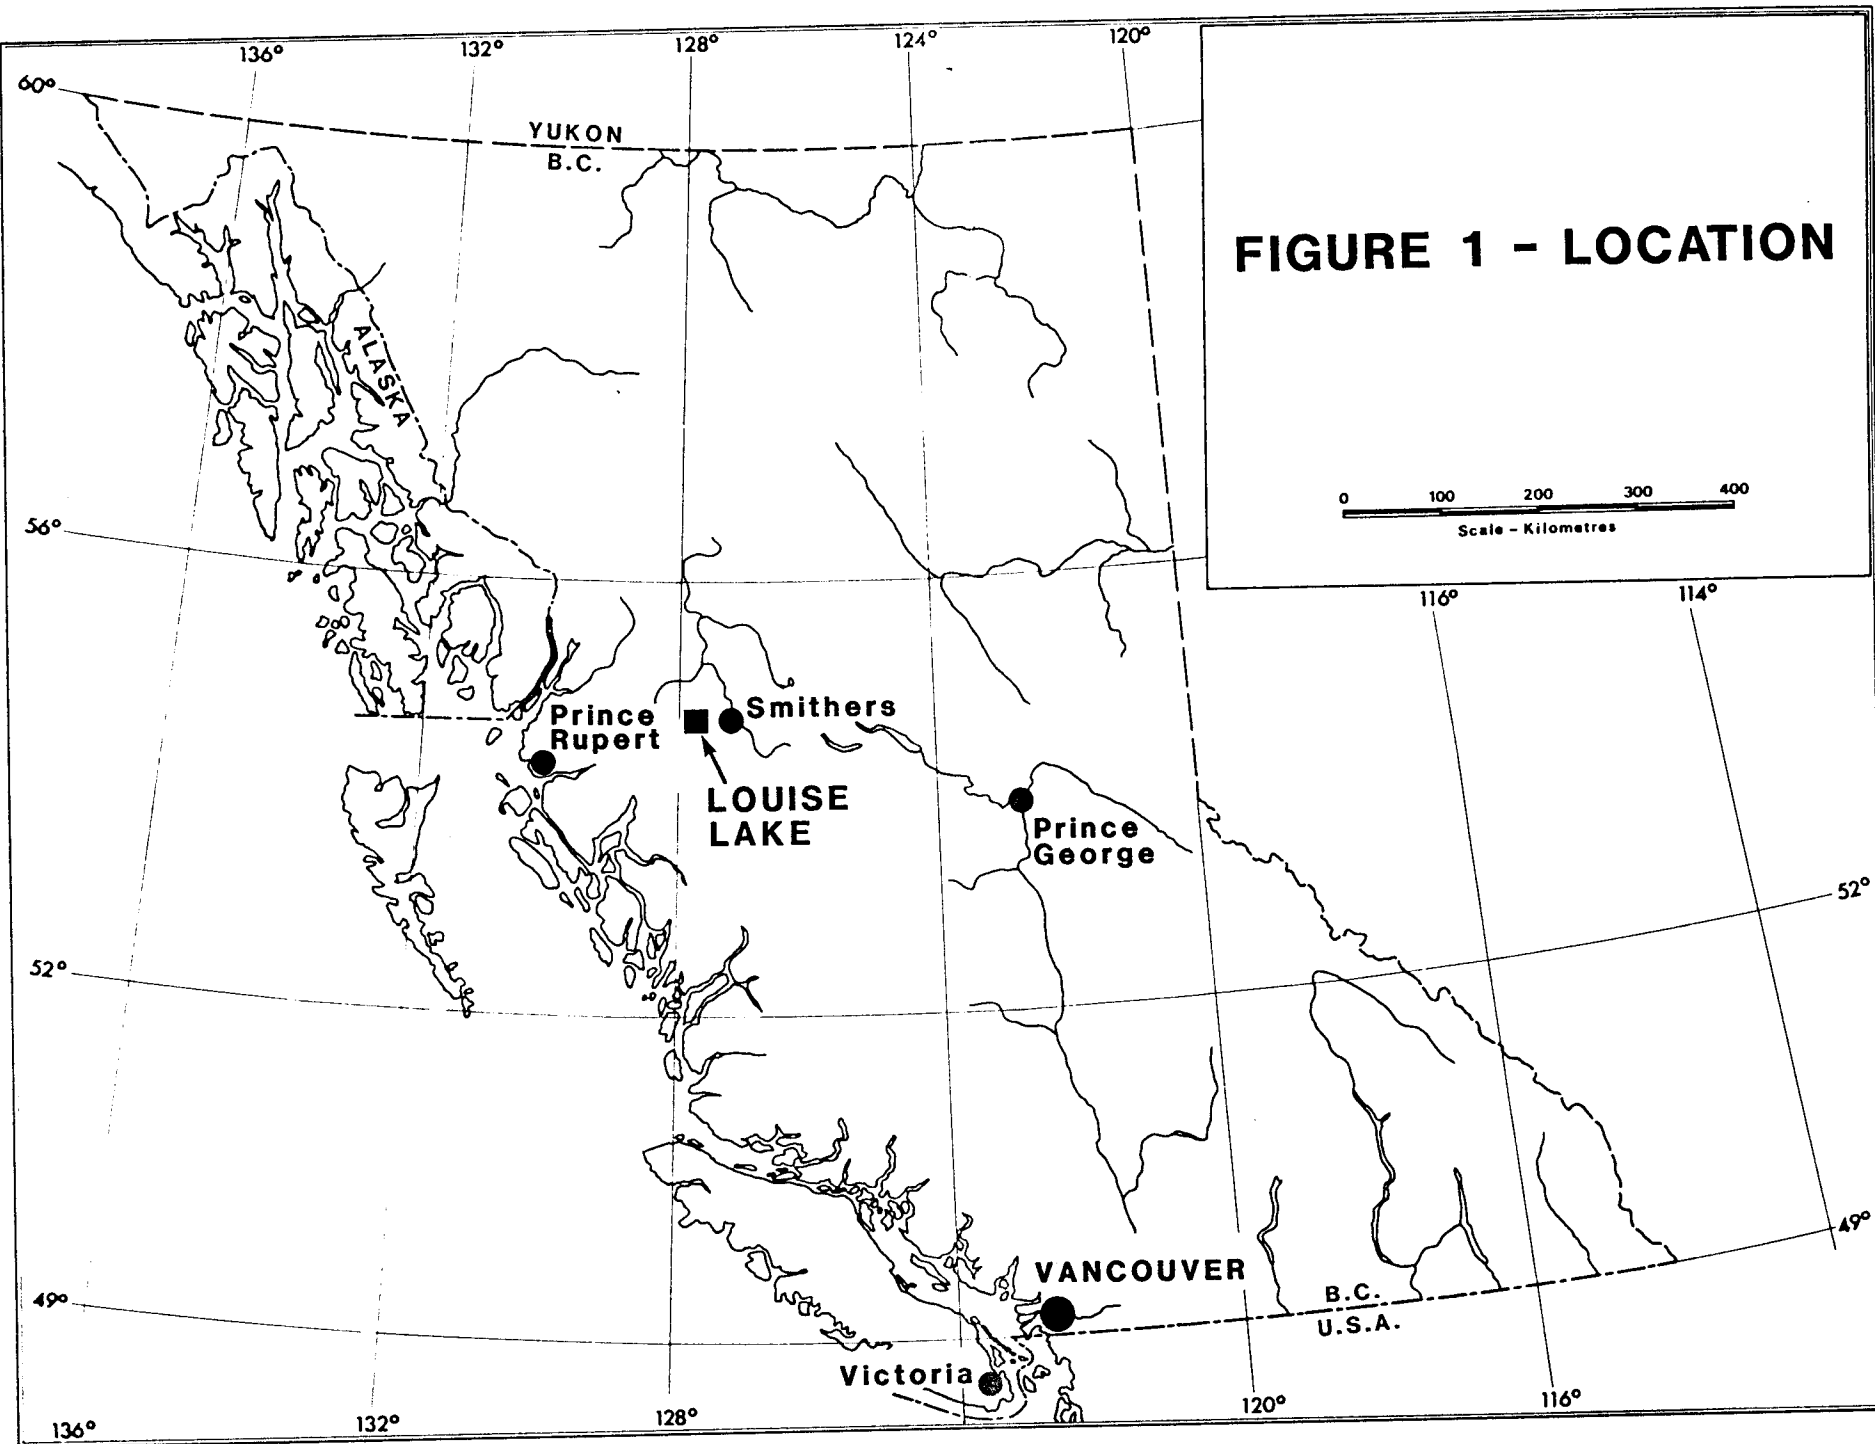 136° 132° 128° 124° 120°
60°
YUKON
B.C.
FIGURE 1 - LOCATION
ALASKA
0 100 200 300 400
Scale - Kilometres
56°
116° 114°
Prince
Rupert
Smithers
LOUISE
LAKE
Prince
George
52°
52°
49°
49°
VANCOUVER
B.C.
U.S.A.
Victoria
136° 132° 128° 120° 116°